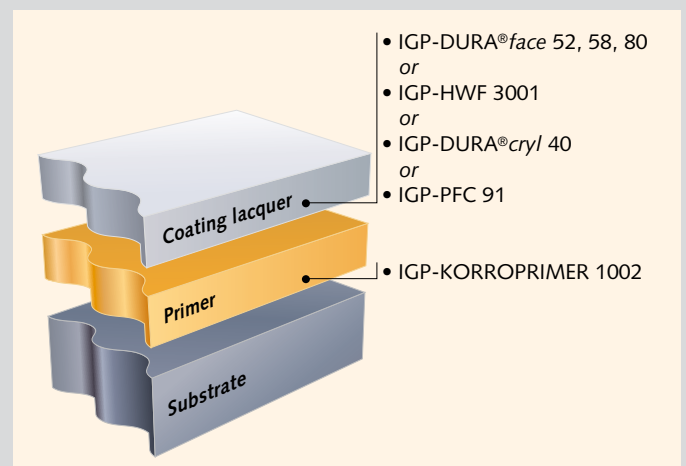 • IGP-DURA®face 52, 58, 80
or
• IGP-HWF 3001
or
• IGP-DURA®cryl 40
or
• IGP-PFC 91
Coating lacquer
• IGP-KORROPRIMER 1002
Primer
Substrate